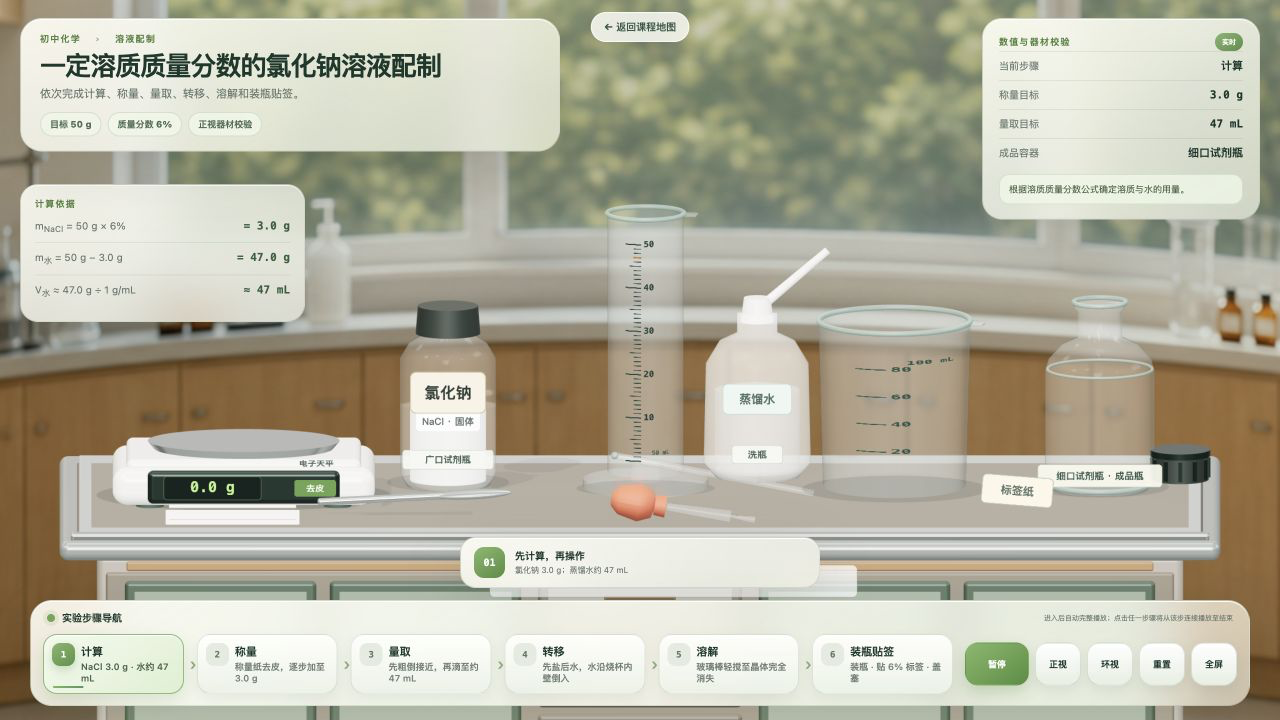 ← 返回课程地图
初中化学 › 溶液配制
一定溶质质量分数的氯化钠溶液配制
依次完成计算、称量、量取、转移、溶解和装瓶贴签。
目标 50 g
质量分数 6%
正视器材校验
数值与器材校验
实时
当前步骤 计算
称量目标 3.0 g
量取目标 47 mL
成品容器 细口试剂瓶
根据溶质质量分数公式确定溶质与水的用量。
计算依据
mNaCl = 50 g × 6% = 3.0 g
m水 = 50 g − 3.0 g = 47.0 g
V水 ≈ 47.0 g ÷ 1 g/mL ≈ 47 mL
氯化钠
NaCl · 固体
广口试剂瓶
电子天平
0.0 g
去皮
50
40
30
20
10
50 mL
蒸馏水
洗瓶
100 mL
80
60
40
20
标签纸
细口试剂瓶 · 成品瓶
01
先计算，再操作
氯化钠 3.0 g；蒸馏水约 47 mL
实验步骤导航
进入后自动完整播放；点击任一步骤将从该步连续播放至结束
1
计算
NaCl 3.0 g · 水约 47
mL
›
2
称量
称量纸去皮，逐步加至
3.0 g
›
3
量取
先粗倒接近，再滴至约
47 mL
›
4
转移
先盐后水，水沿烧杯内
壁倒入
›
5
溶解
玻璃棒轻搅至晶体完全
消失
›
6
装瓶贴签
装瓶 · 贴 6% 标签 · 盖
塞
暂停
正视
环视
重置
全屏